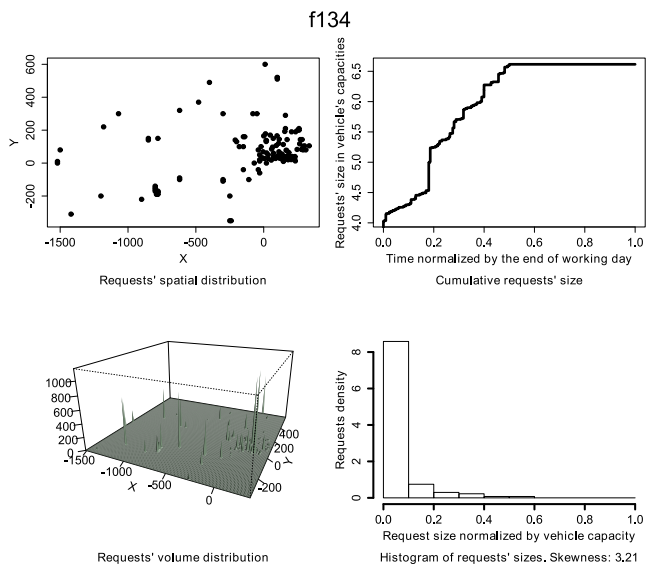 f134
600
400
200
0
-200
Y
-1500 -1000 -500 0
X
Requests' spatial distribution
6.5
6.0
5.5
5.0
4.5
4.0
Requests' size in vehicle's capacities
0.0 0.2 0.4 0.6 0.8 1.0
Time normalized by the end of working day
Cumulative requests' size
1000
800
600
400
200
0
-1500
-1000
-500
0
X
400
200
0
-200
Y
Requests' volume distribution
8
6
4
2
0
Requests density
0.0 0.2 0.4 0.6 0.8 1.0
Request size normalized by vehicle capacity
Histogram of requests' sizes. Skewness: 3.21